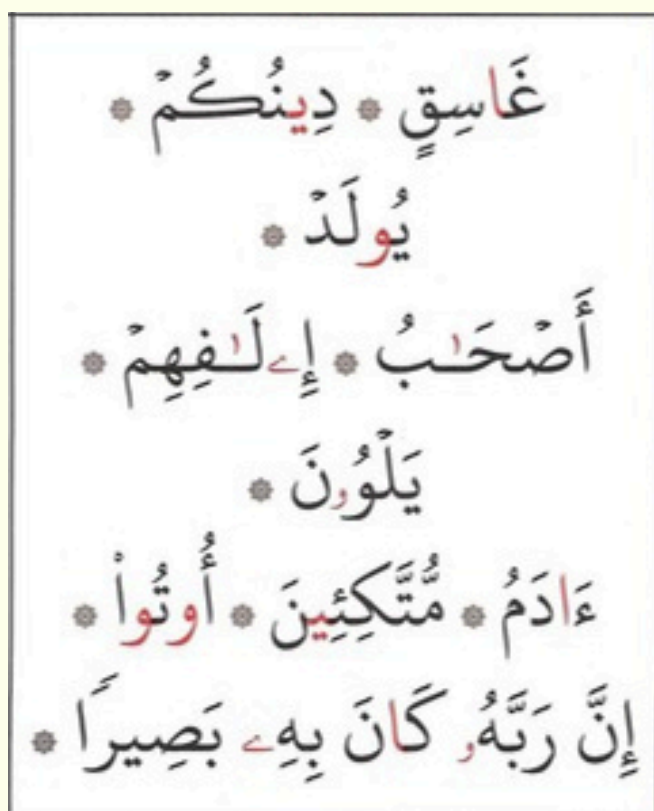 غَاسِقٍ ۞ دِينُكُمۡ ۞
يُولَدۡ ۞
أَصۡحَـٰبُ ۞ إِۦلَـٰفِهِمۡ ۞
يَلۡوُۥنَ ۞
ءَادَمُ ۞ مُّتَّكِـِٔينَ ۞ أُوتُواْ ۞
إِنَّ رَبَّهُۥ كَانَ بِهِۦ بَصِيرࣰا ۞